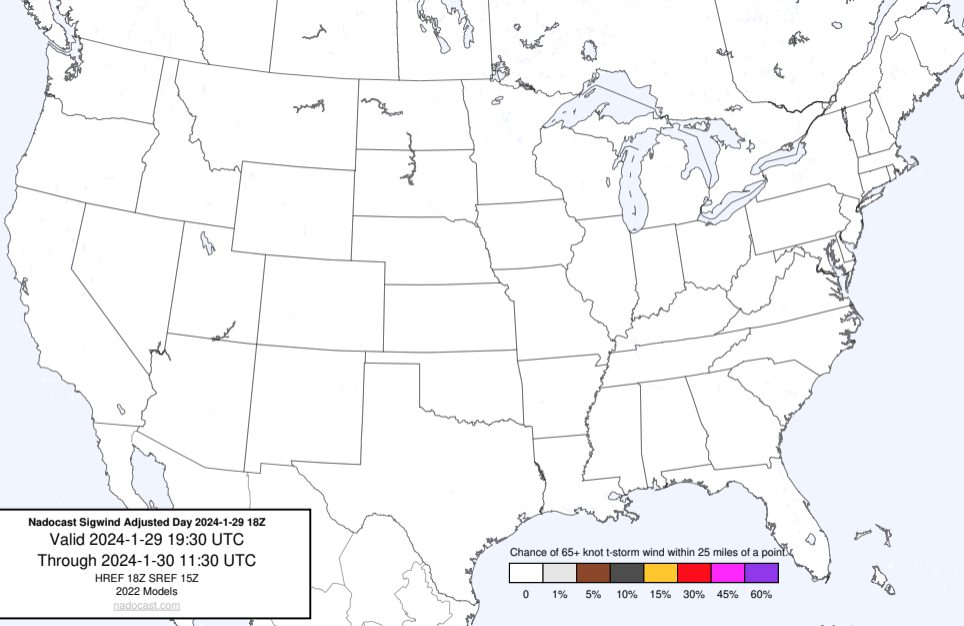 Nadocast Sigwind Adjusted Day 2024-1-29 18Z
Valid 2024-1-29 19:30 UTC
Through 2024-1-30 11:30 UTC
HREF 18Z SREF 15Z
2022 Models
nadocast.com
Chance of 65+ knot t-storm wind within 25 miles of a point.
0 1% 5% 10% 15% 30% 45% 60%